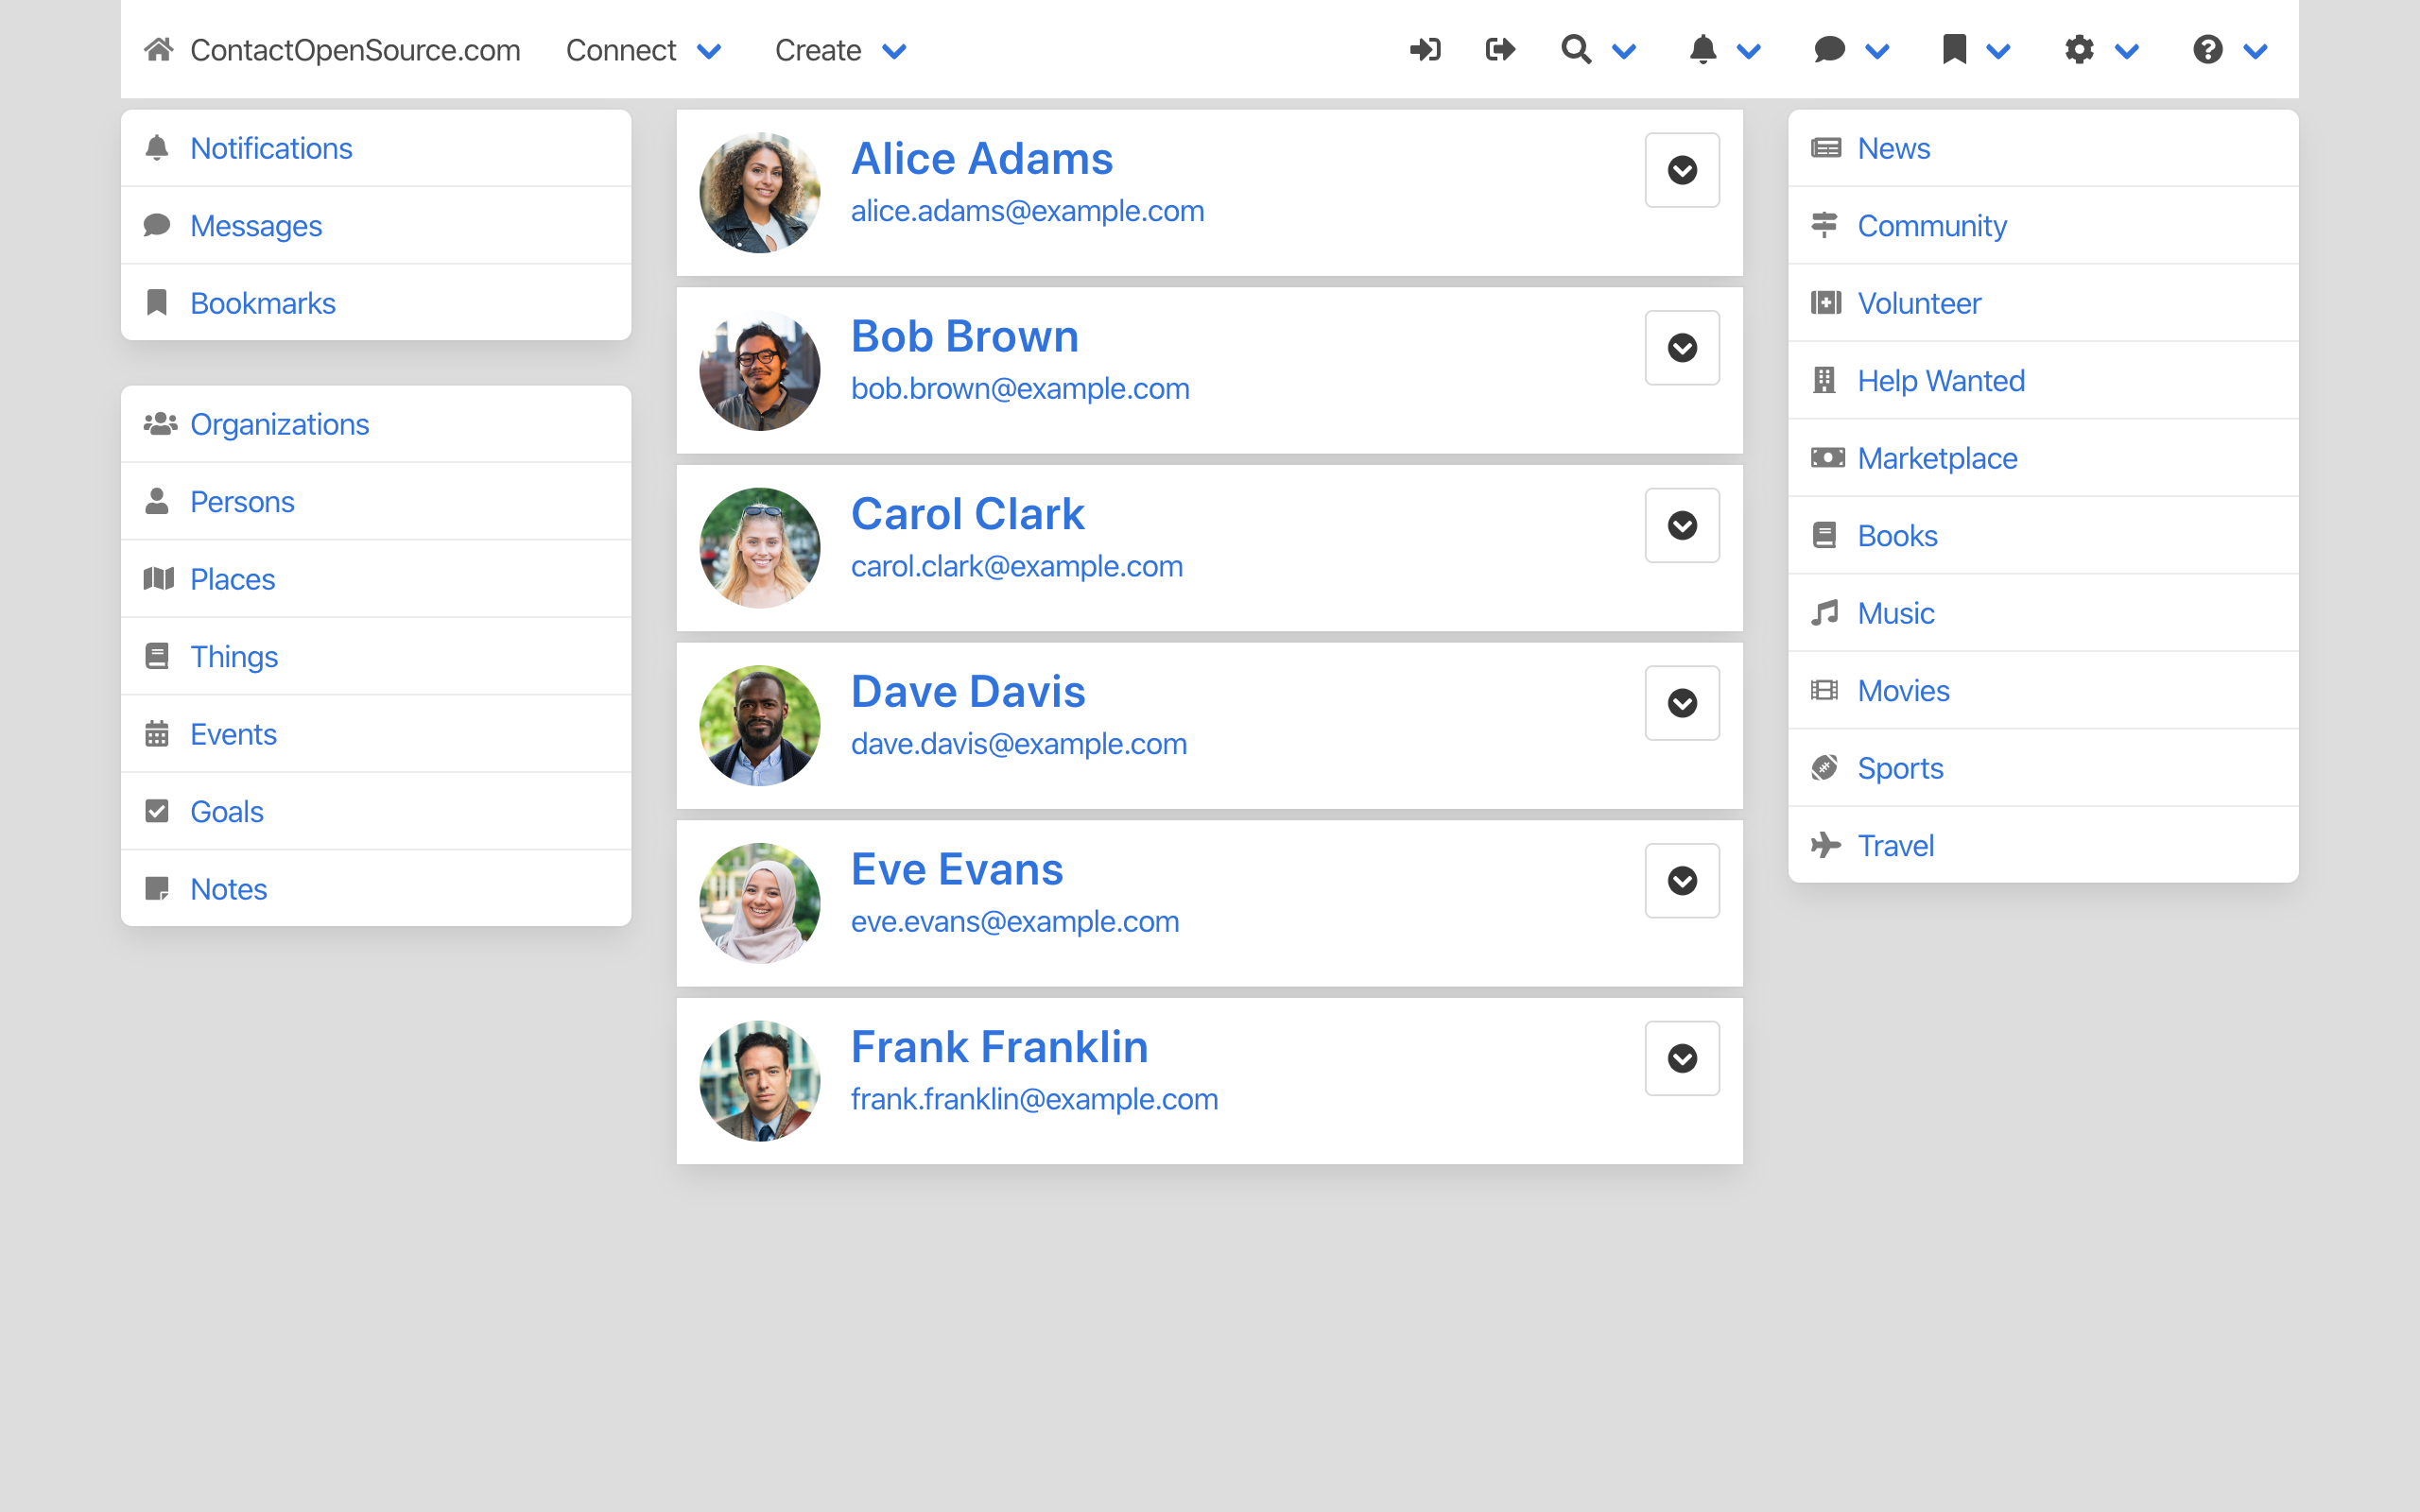 ContactOpenSource.com Connect Create
Notifications
Messages
Bookmarks
Organizations
Persons
Places
Things
Events
Goals
Notes
Alice Adams
alice.adams@example.com
Bob Brown
bob.brown@example.com
Carol Clark
carol.clark@example.com
Dave Davis
dave.davis@example.com
Eve Evans
eve.evans@example.com
Frank Franklin
frank.franklin@example.com
News
Community
Volunteer
Help Wanted
Marketplace
Books
Music
Movies
Sports
Travel